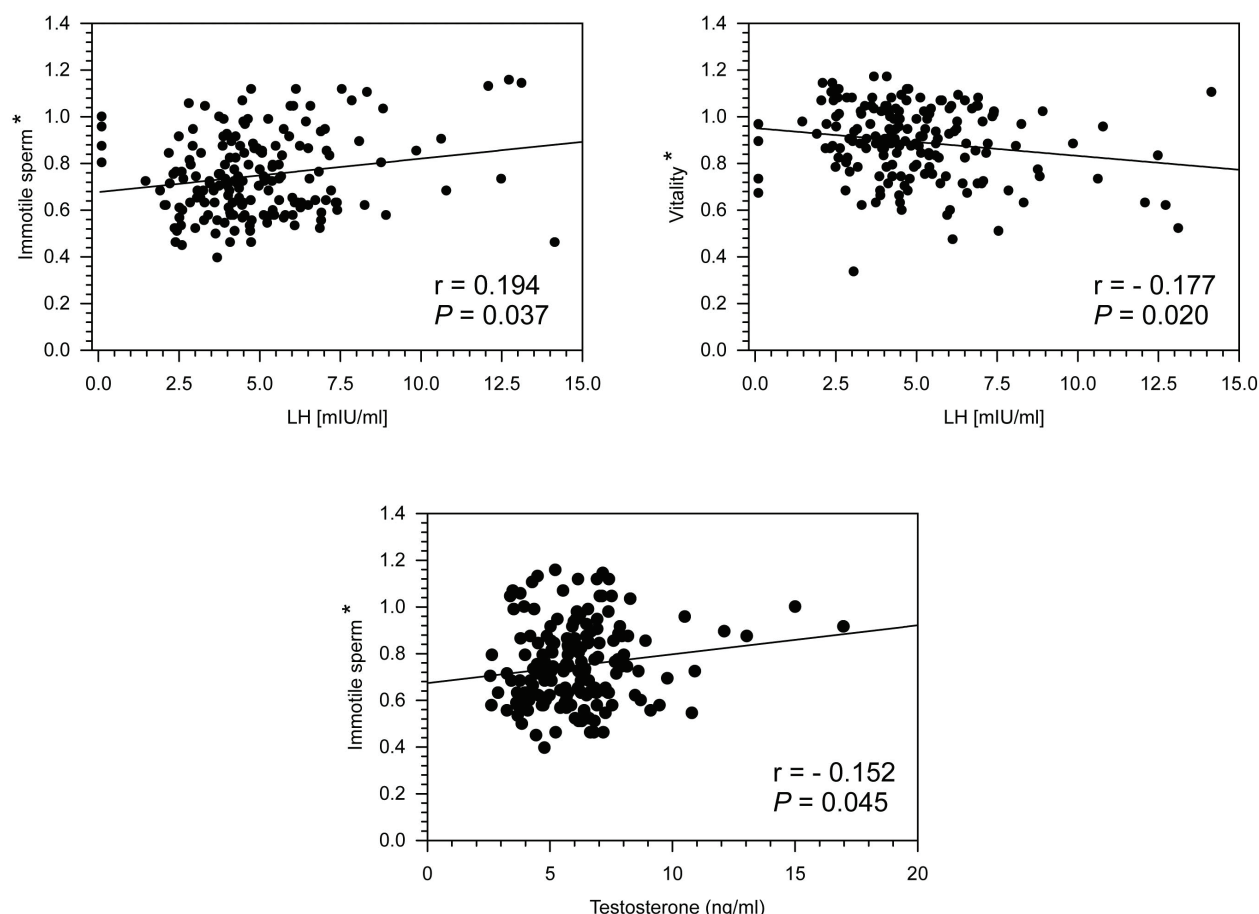 1.4
1.2
1.0
0.8
0.6
0.4
0.2
0.0
Immotile sperm *
r = 0.194
P = 0.037
0.0 2.5 5.0 7.5 10.0 12.5 15.0
LH [mIU/ml]
1.4
1.2
1.0
0.8
0.6
0.4
0.2
0.0
Vitality *
r = - 0.177
P = 0.020
0.0 2.5 5.0 7.5 10.0 12.5 15.0
LH [mIU/ml]
1.4
1.2
1.0
0.8
0.6
0.4
0.2
0.0
Immotile sperm *
r = - 0.152
P = 0.045
0 5 10 15 20
Testosterone (ng/ml)